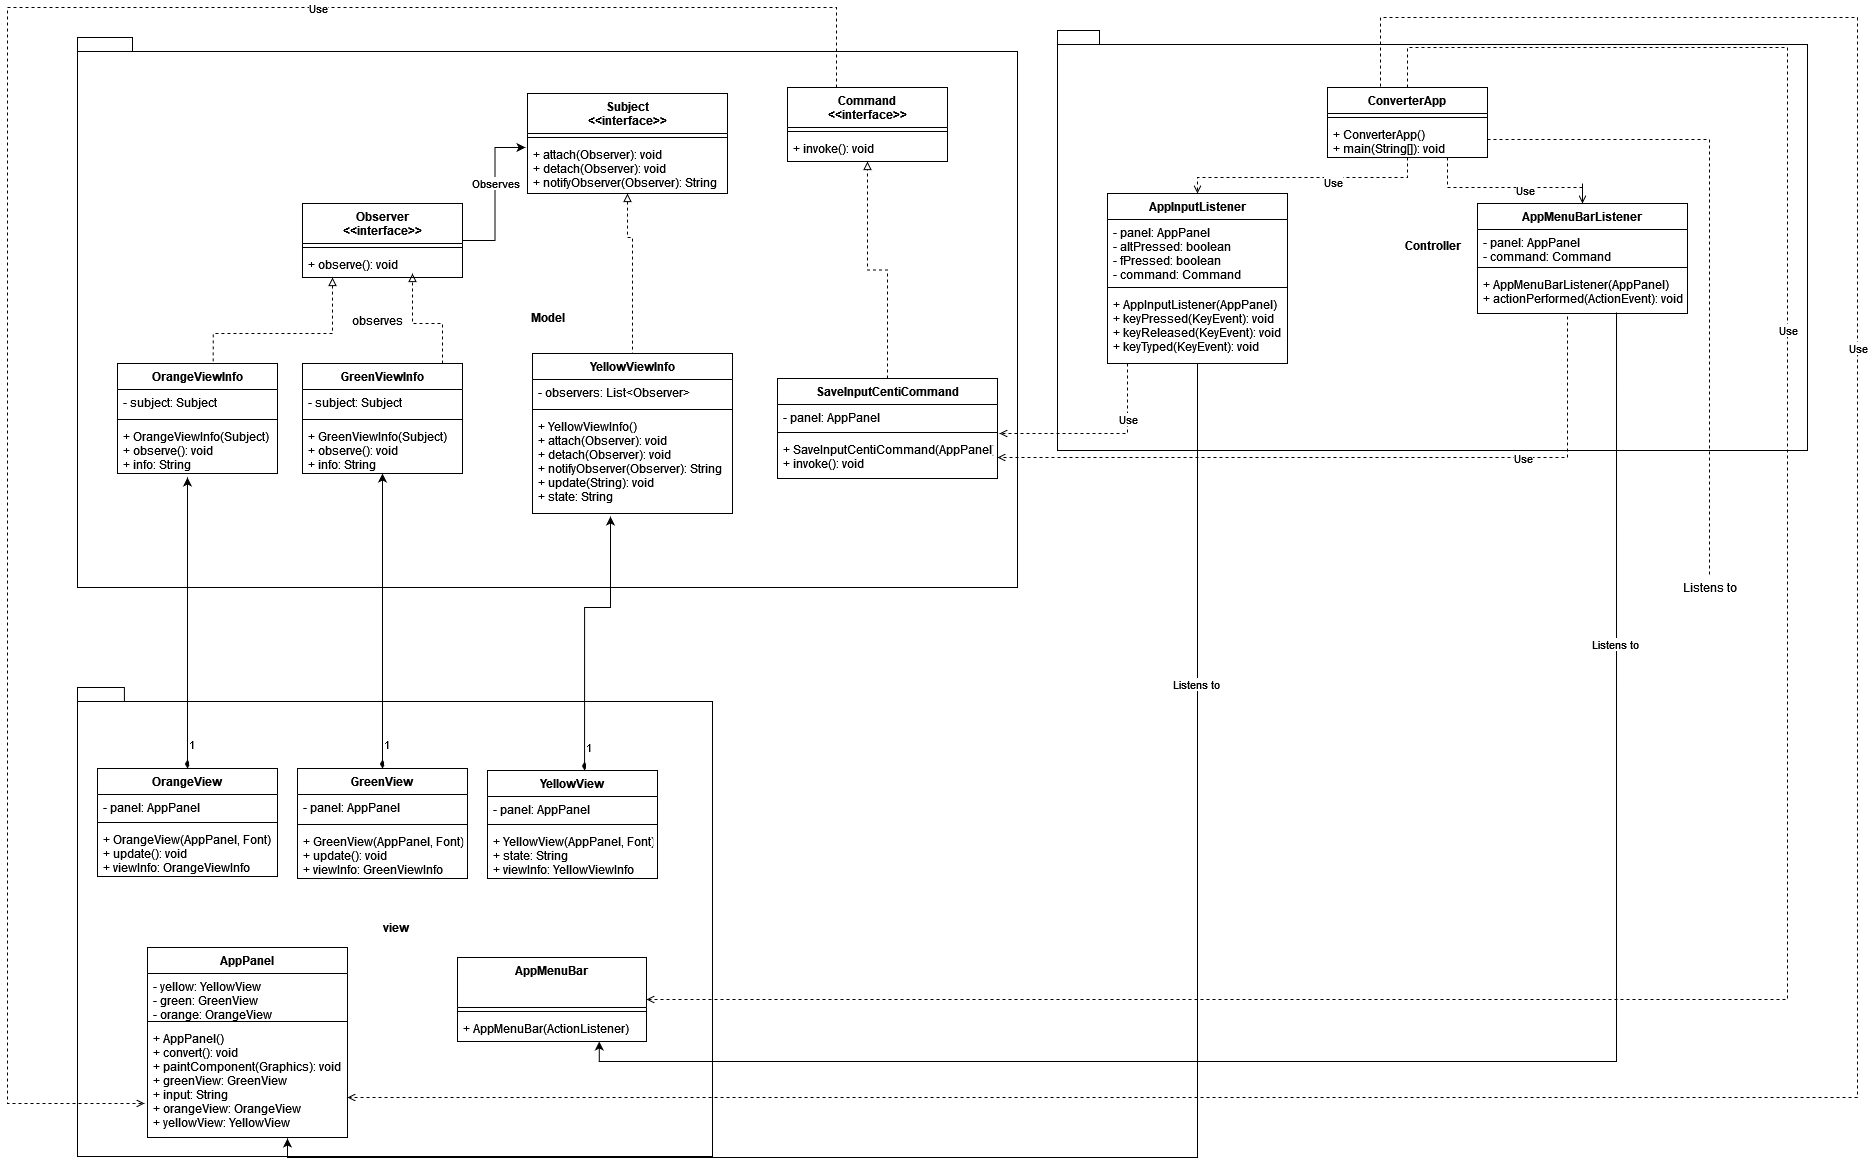 Use
Subject
<<interface>>
+ attach(Observer): void
+ detach(Observer): void
+ notifyObserver(Observer): String
Command
<<interface>>
+ invoke(): void
Observes
Observer
<<interface>>
+ observe(): void
observes
Model
OrangeViewInfo
- subject: Subject
+ OrangeViewInfo(Subject)
+ observe(): void
+ info: String
GreenViewInfo
- subject: Subject
+ GreenViewInfo(Subject)
+ observe(): void
+ info: String
YellowViewInfo
- observers: List<Observer>
+ YellowViewInfo()
+ attach(Observer): void
+ detach(Observer): void
+ notifyObserver(Observer): String
+ update(String): void
+ state: String
SaveInputCentiCommand
- panel: AppPanel
+ SaveInputCentiCommand(AppPanel
+ invoke(): void
ConverterApp
+ ConverterApp()
+ main(String[]): void
Use
Use
AppInputListener
- panel: AppPanel
- altPressed: boolean
- fPressed: boolean
- command: Command
+ AppInputListener(AppPanel)
+ keyPressed(KeyEvent): void
+ keyReleased(KeyEvent): void
+ keyTyped(KeyEvent): void
Controller
AppMenuBarListener
- panel: AppPanel
- command: Command
+ AppMenuBarListener(AppPanel)
+ actionPerformed(ActionEvent): void
Use
Use
Use
Use
Listens to
Listens to
Listens to
1
1
1
OrangeView
- panel: AppPanel
+ OrangeView(AppPanel, Font)
+ update(): void
+ viewInfo: OrangeViewInfo
GreenView
- panel: AppPanel
+ GreenView(AppPanel, Font)
+ update(): void
+ viewInfo: GreenViewInfo
YellowView
- panel: AppPanel
+ YellowView(AppPanel, Font)
+ state: String
+ viewInfo: YellowViewInfo
view
AppPanel
- yellow: YellowView
- green: GreenView
- orange: OrangeView
+ AppPanel()
+ convert(): void
+ paintComponent(Graphics): void
+ greenView: GreenView
+ input: String
+ orangeView: OrangeView
+ yellowView: YellowView
AppMenuBar
+ AppMenuBar(ActionListener)